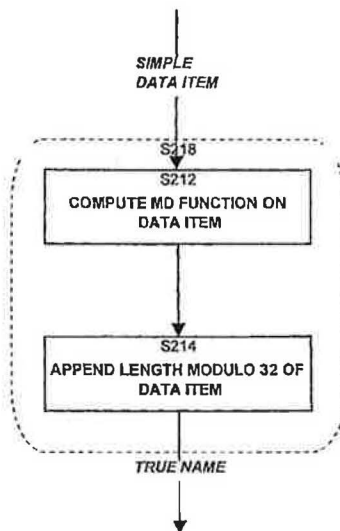 SIMPLE
DATA ITEM
S218
S212
COMPUTE MD FUNCTION ON
DATA ITEM
S214
APPEND LENGTH MODULO 32 OF
DATA ITEM
TRUE NAME